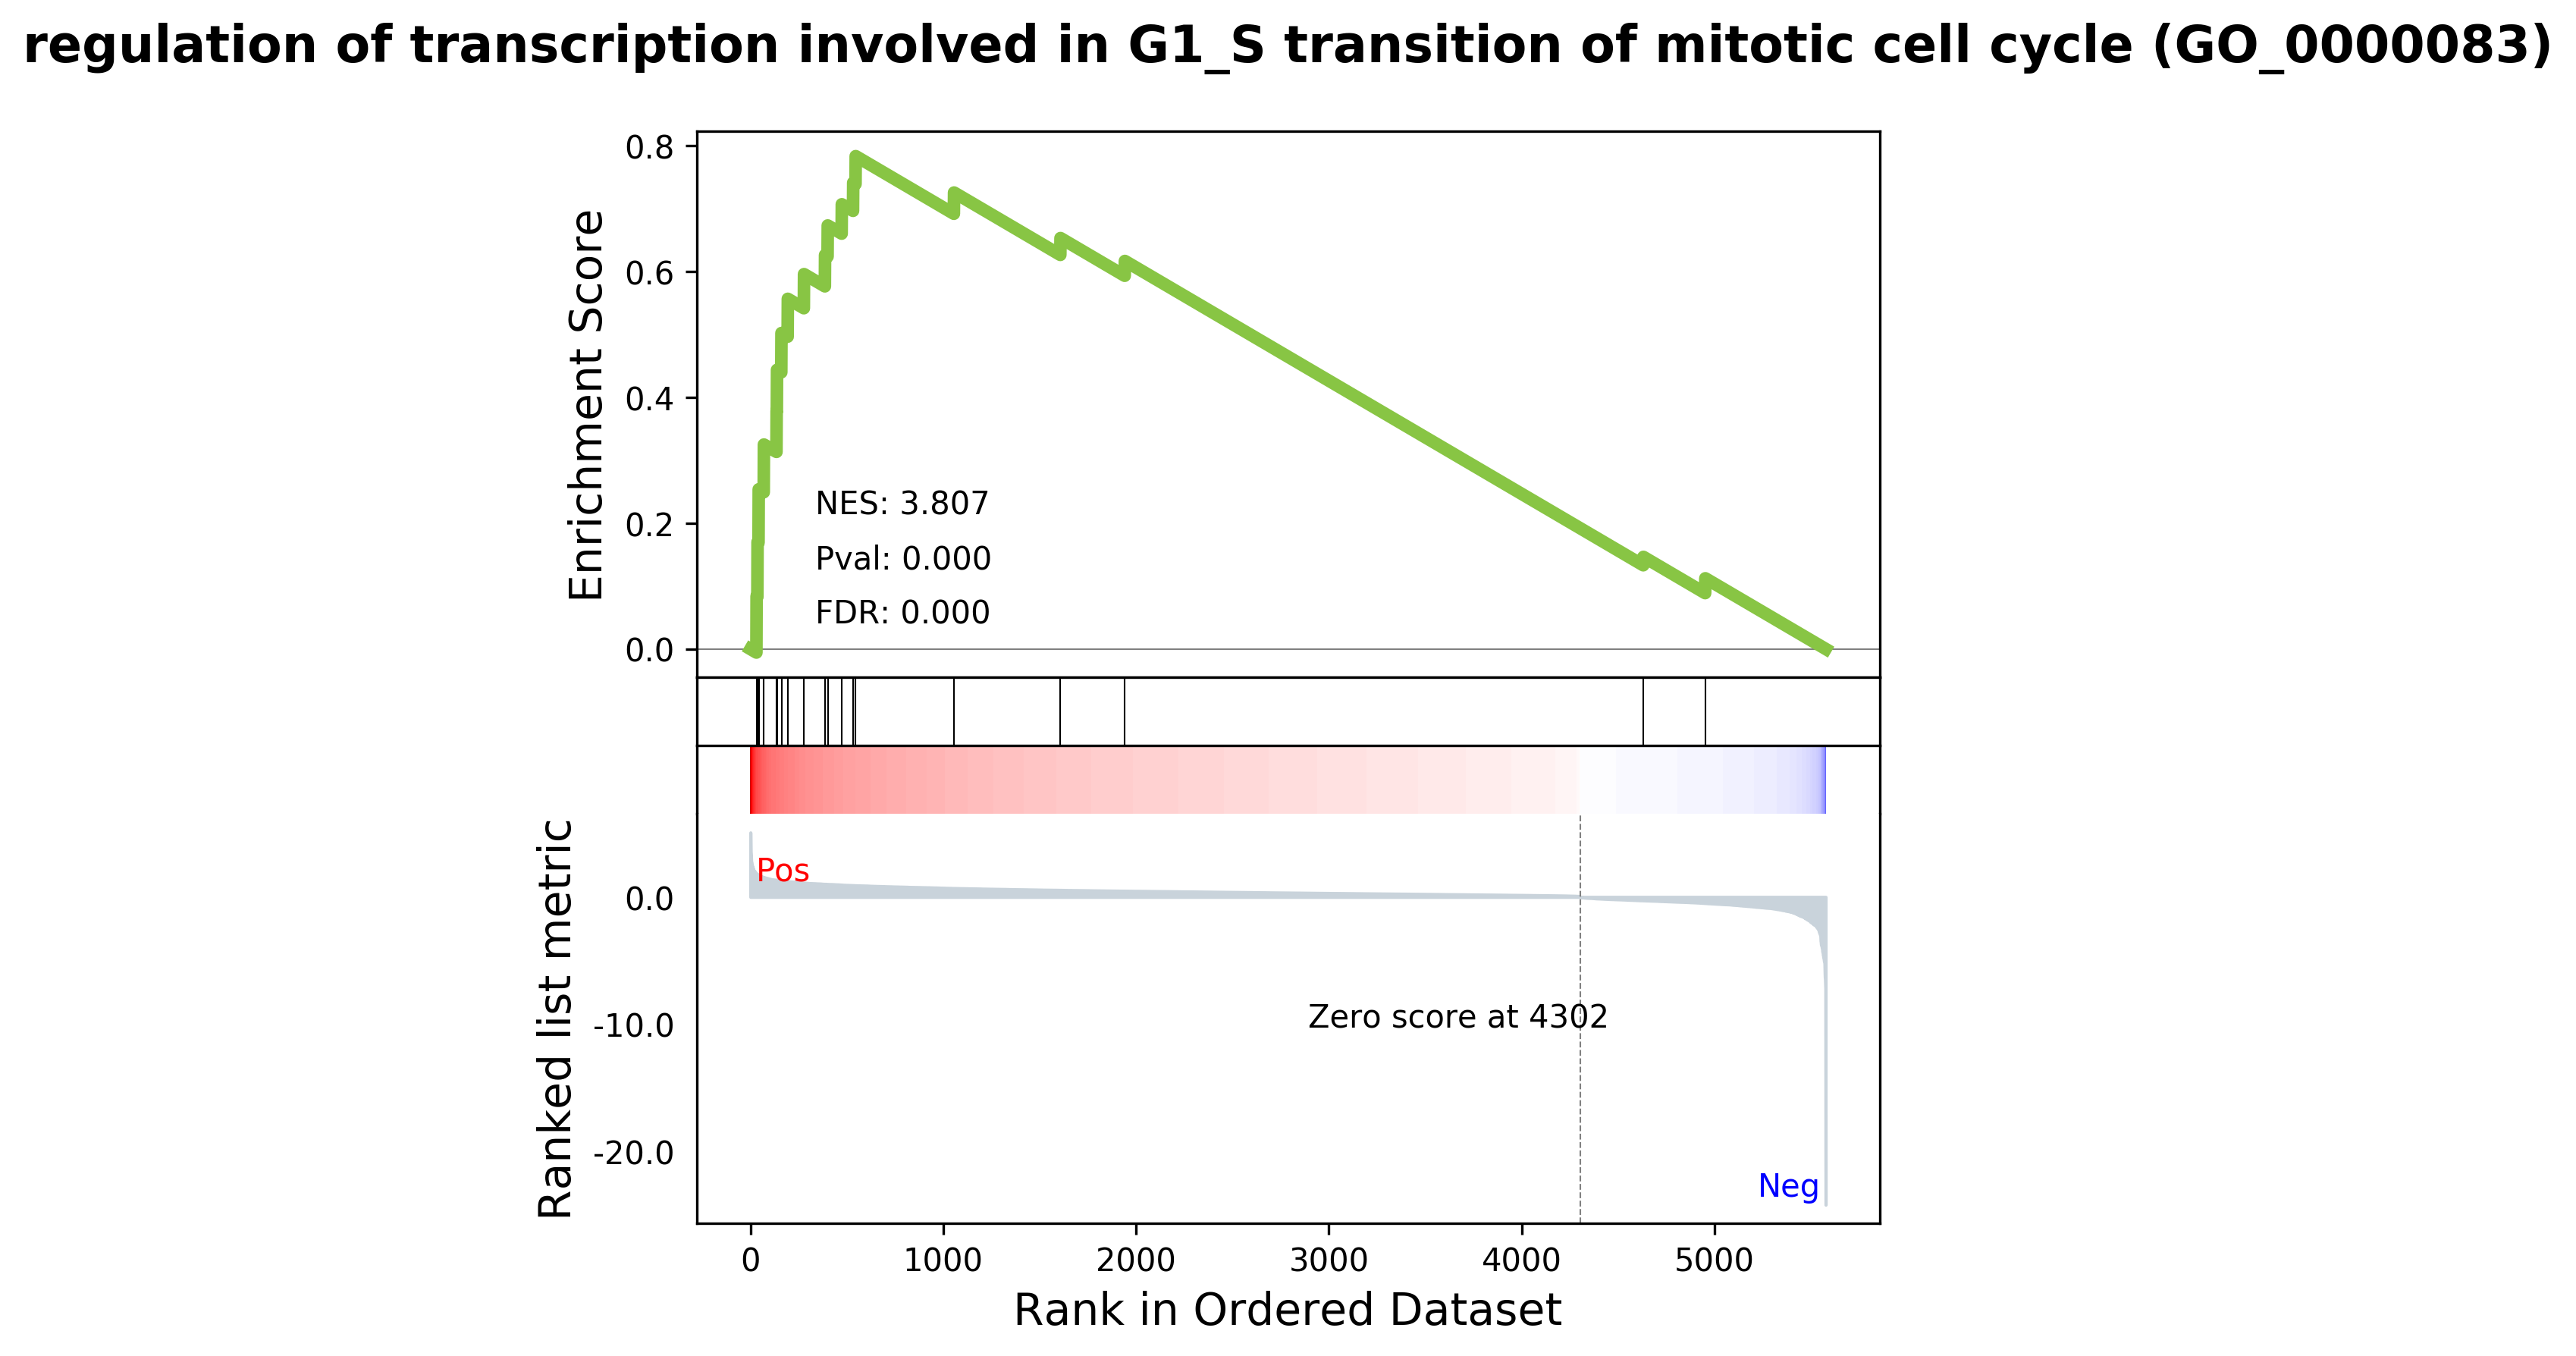 regulation of transcription involved in G1_S transition of mitotic cell cycle (GO_0000083)
Enrichment Score
0.8
0.6
0.4
0.2
0.0
NES: 3.807
Pval: 0.000
FDR: 0.000
Ranked list metric
0.0
-10.0
-20.0
Pos
Zero score at 4302
Neg
0 1000 2000 3000 4000 5000
Rank in Ordered Dataset